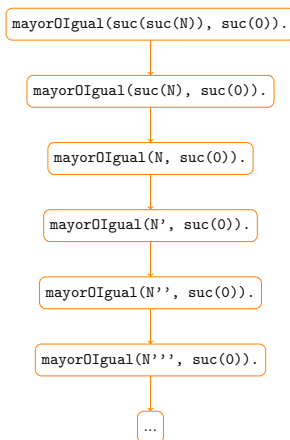 mayorOIgual(suc(suc(N)), suc(0)).
mayorOIgual(suc(N), suc(0)).
mayorOIgual(N, suc(0)).
mayorOIgual(N', suc(0)).
mayorOIgual(N'', suc(0)).
mayorOIgual(N''', suc(0)).
...